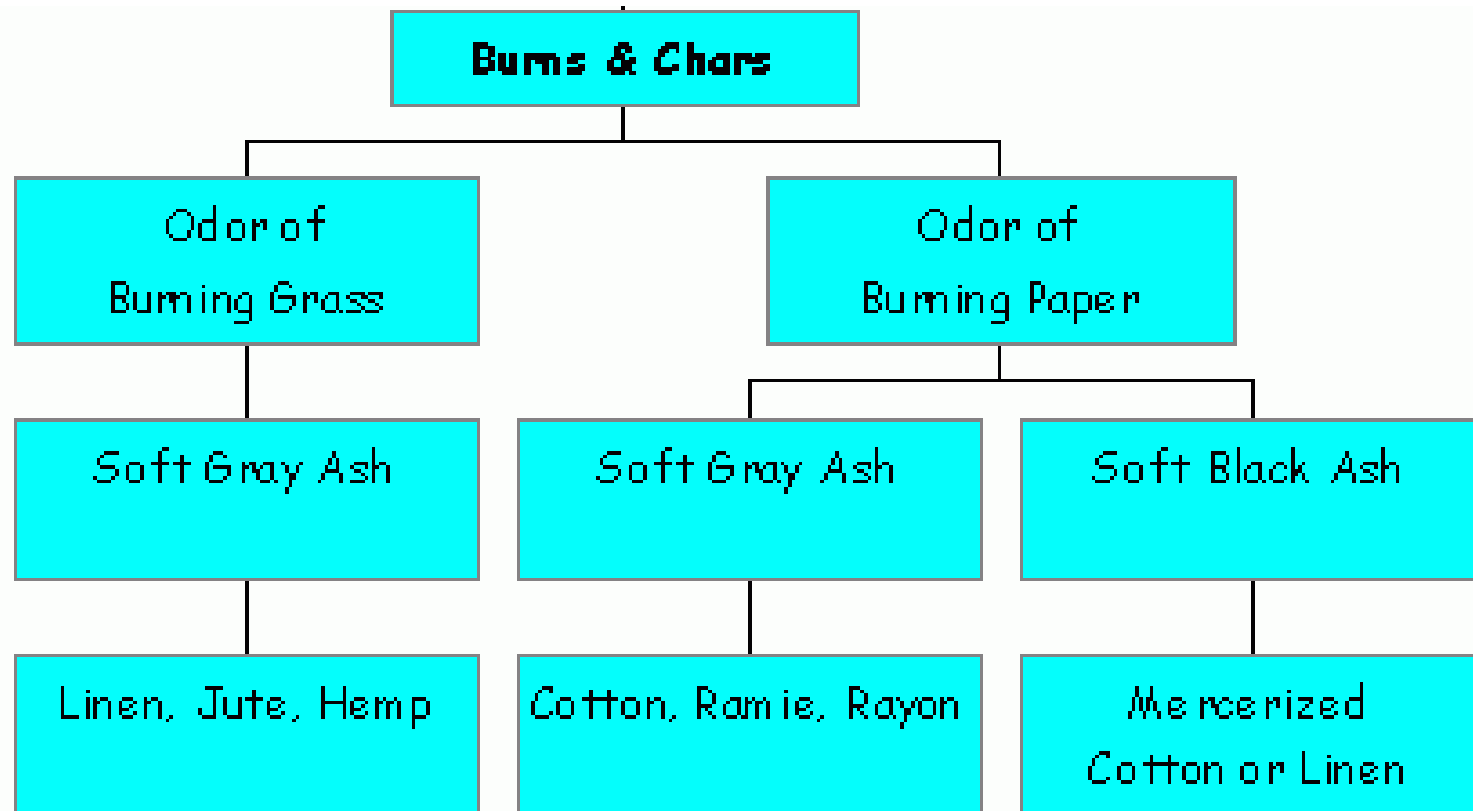 Burns & Chars
Odor of
Burning Grass
Odor of
Burning Paper
Soft Gray Ash
Soft Gray Ash
Soft Black Ash
Linen, Jute, Hemp
Cotton, Ramie, Rayon
Mercerized
Cotton or Linen